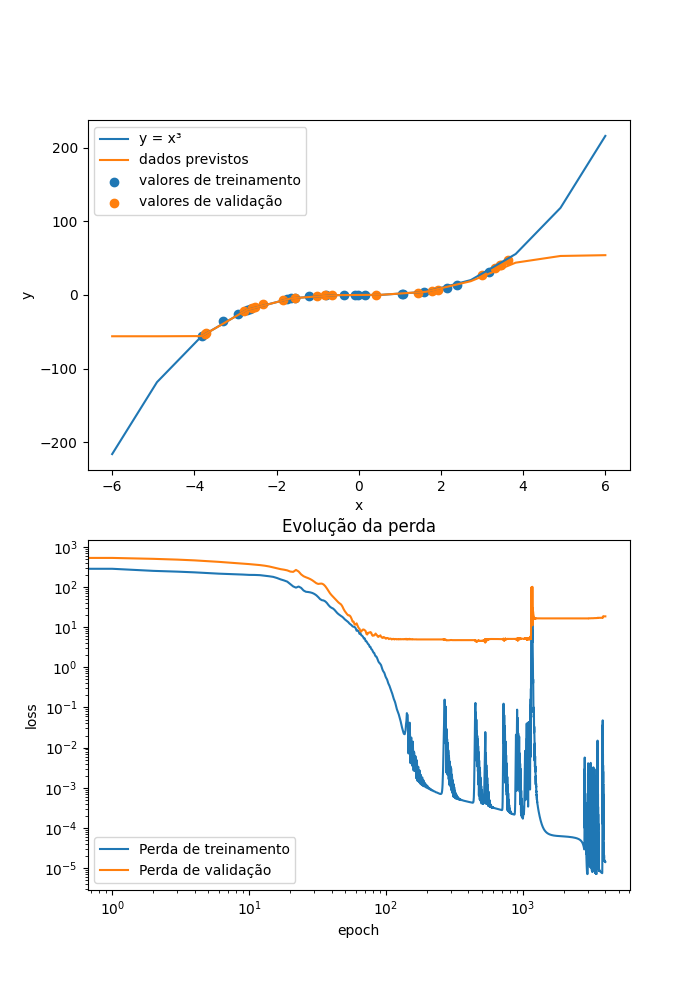 y = x³
dados previstos
valores de treinamento
valores de validação
200
100
0
−100
−200
y
−6 −4 −2 0 2 4 6
x
Evolução da perda
10³
10²
10¹
10⁰
10⁻¹
10⁻²
10⁻³
10⁻⁴
10⁻⁵
loss
Perda de treinamento
Perda de validação
10⁰ 10¹ 10² 10³
epoch